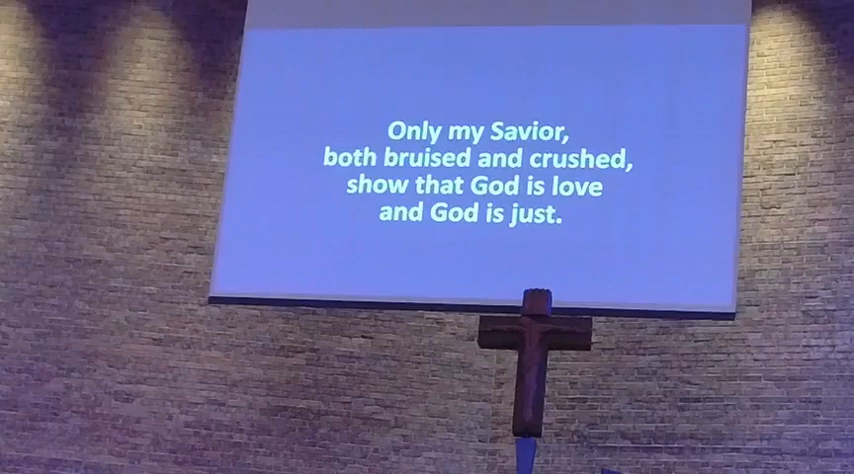 Only my Savior,
both bruised and crushed,
show that God is love
and God is just.